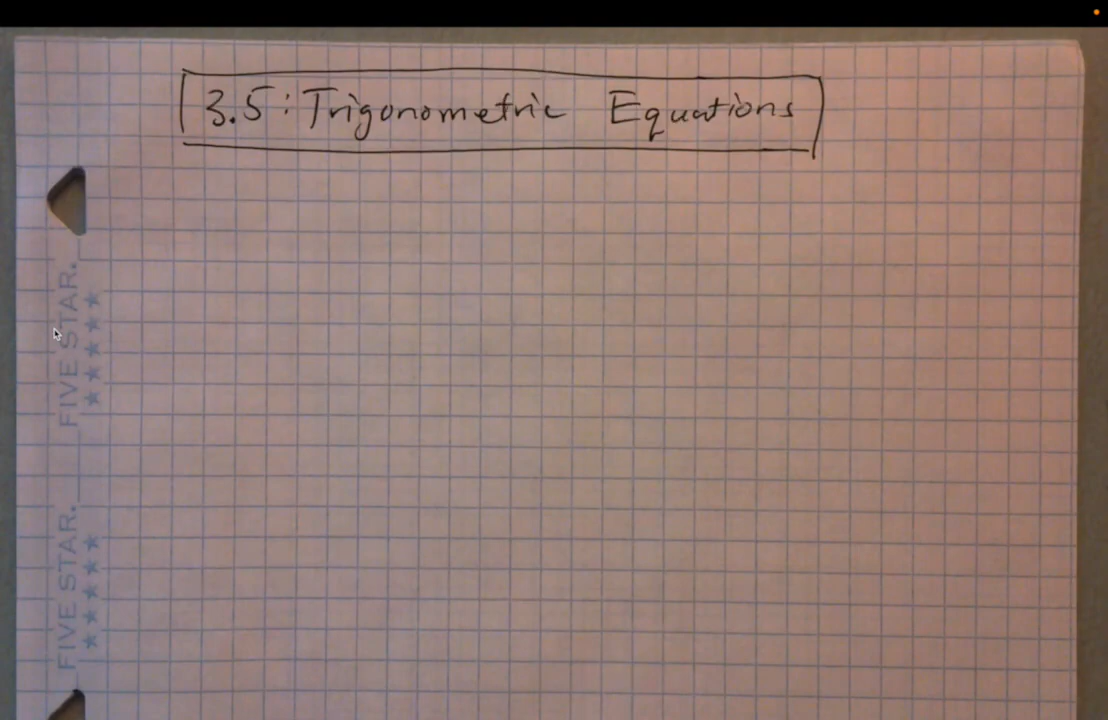 3.5: Trigonometric Equations
FIVE STAR.
★★★★★
FIVE STAR.
★★★★★